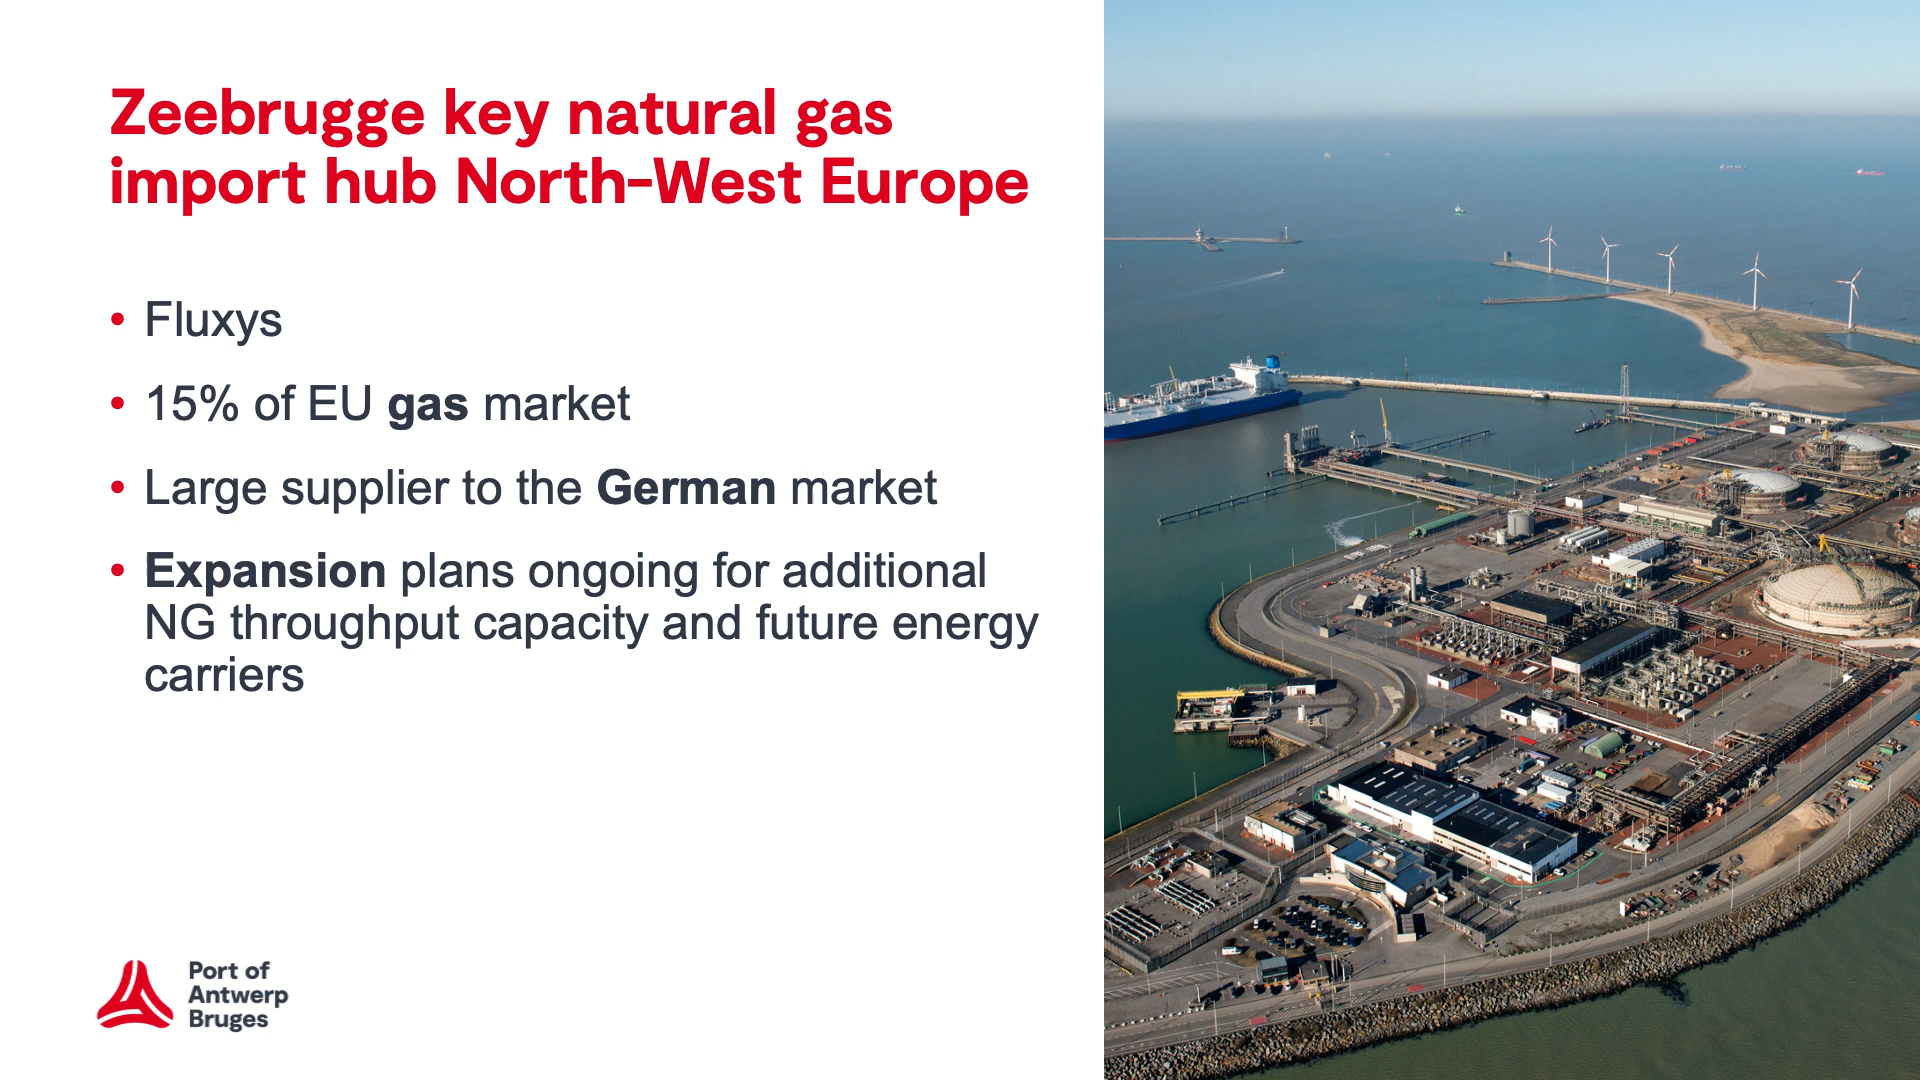 Zeebrugge key natural gas
import hub North-West Europe
• Fluxys
• 15% of EU gas market
• Large supplier to the German market
• Expansion plans ongoing for additional
NG throughput capacity and future energy
carriers
Port of
Antwerp
Bruges